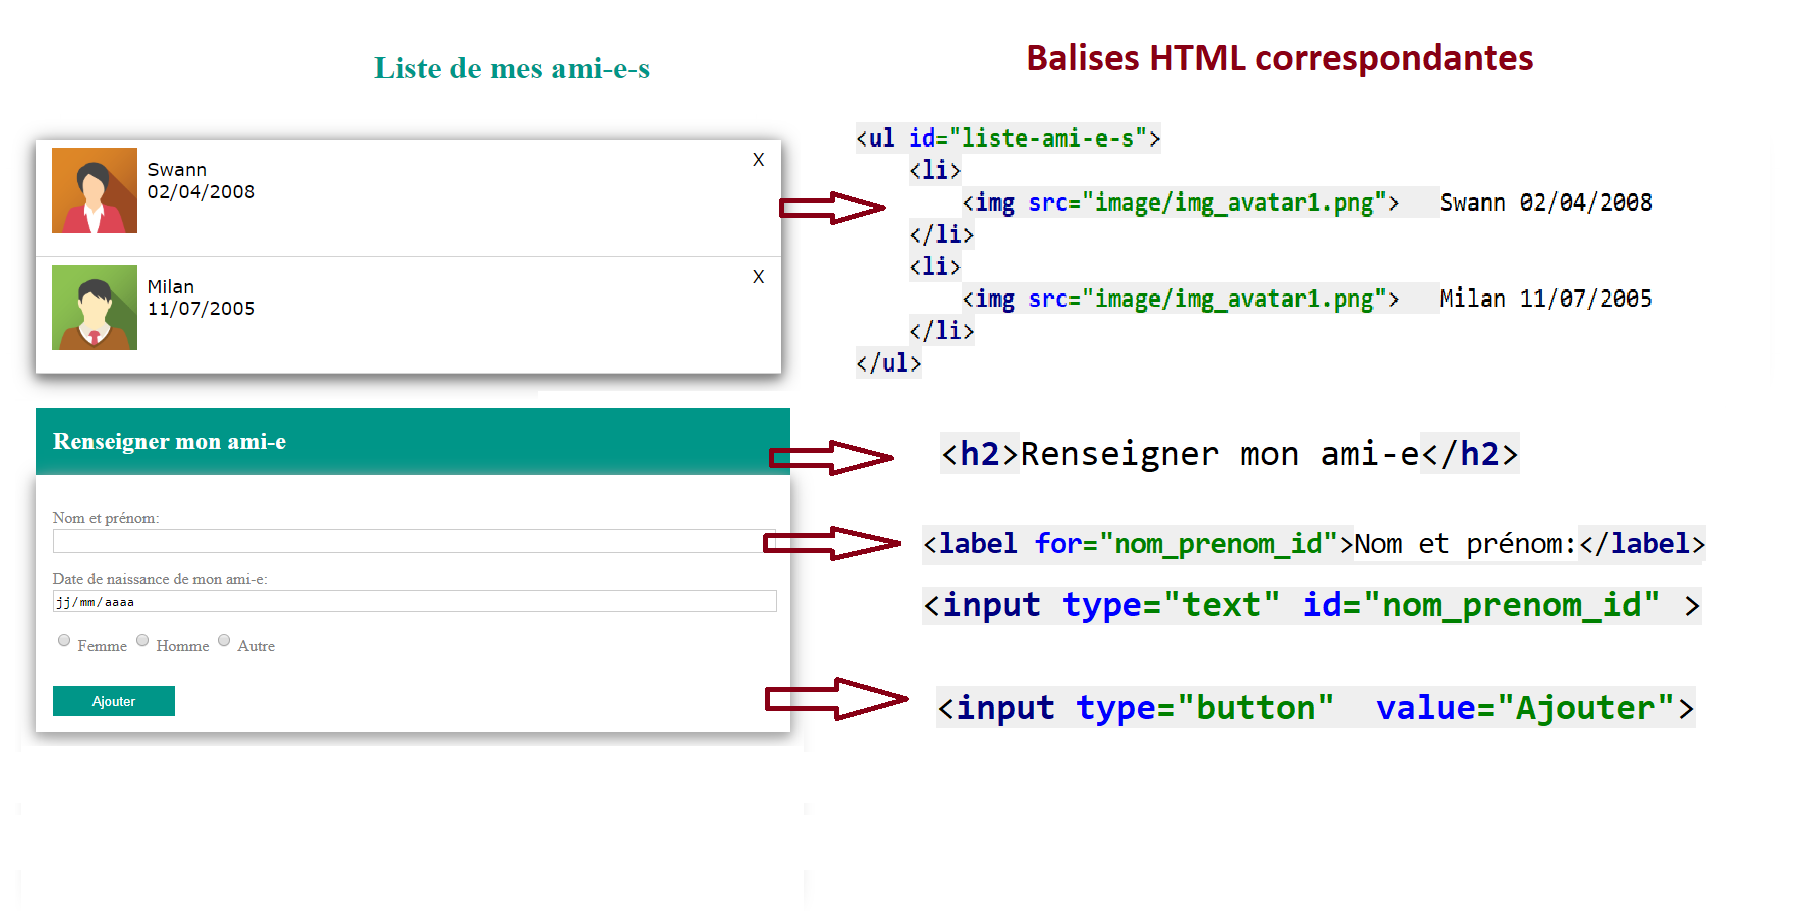 Liste de mes ami-e-s
Swann
02/04/2008
X
Milan
11/07/2005
X
Renseigner mon ami-e
Nom et prénom:
Date de naissance de mon ami-e:
jj/mm/aaaa
Femme Homme Autre
Ajouter
Balises HTML correspondantes
<ul id="liste-ami-e-s">
<li>
<img src="image/img_avatar1.png"> Swann 02/04/2008
</li>
<li>
<img src="image/img_avatar1.png"> Milan 11/07/2005
</li>
</ul>
<h2>Renseigner mon ami-e</h2>
<label for="nom_prenom_id">Nom et prénom:</label>
<input type="text" id="nom_prenom_id" >
<input type="button" value="Ajouter">